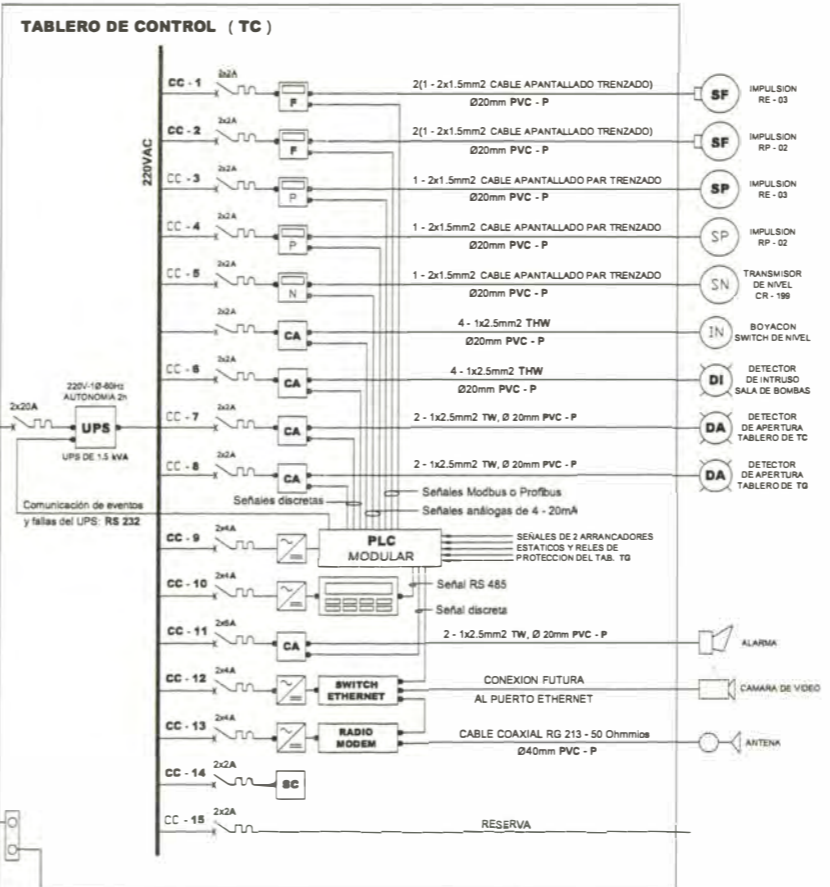 TABLERO DE CONTROL ( TC )
220VAC
CC - 1
2x2A
F
2(1 - 2x1.5mm2 CABLE APANTALLADO TRENZADO)
Ø20mm PVC - P
SF
IMPULSION
RE - 03
CC - 2
2x2A
F
2(1 - 2x1.5mm2 CABLE APANTALLADO TRENZADO)
Ø20mm PVC - P
SF
IMPULSION
RP - 02
CC - 3
2x2A
P
1 - 2x1.5mm2 CABLE APANTALLADO PAR TRENZADO
Ø20mm PVC - P
SP
IMPULSION
RE - 03
CC - 4
2x2A
P
1 - 2x1.5mm2 CABLE APANTALLADO PAR TRENZADO
Ø20mm PVC - P
SP
IMPULSION
RP - 02
CC - 5
2x2A
N
1 - 2x1.5mm2 CABLE APANTALLADO PAR TRENZADO
Ø20mm PVC - P
SN
TRANSMISOR
DE NIVEL
CR - 199
2x2A
CA
4 - 1x2.5mm2 THW
Ø20mm PVC - P
IN
BOYACON
SWITCH DE NIVEL
CC - 6
2x2A
CA
4 - 1x2.5mm2 THW
Ø20mm PVC - P
DI
DETECTOR
DE INTRUSO
SALA DE BOMBAS
2x20A
220V-1Ø-60Hz
AUTONOMIA 2h
UPS
UPS DE 1.5 kVA
CC - 7
2x2A
CA
2 - 1x2.5mm2 TW, Ø 20mm PVC - P
DA
DETECTOR
DE APERTURA
TABLERO DE TC
CC - 8
2x2A
CA
2 - 1x2.5mm2 TW, Ø 20mm PVC - P
DA
DETECTOR
DE APERTURA
TABLERO DE TG
Señales discretas
Señales Modbus o Profibus
Señales análogas de 4 - 20mA
Comunicación de eventos
y fallas del UPS: RS 232
CC - 9
2x4A
PLC
MODULAR
SEÑALES DE 2 ARRANCADORES
ESTATICOS Y RELES DE
PROTECCION DEL TAB. TG
CC - 10
2x4A
Señal RS 485
Señal discreta
CC - 11
2x6A
CA
2 - 1x2.5mm2 TW, Ø 20mm PVC - P
ALARMA
CC - 12
2x4A
SWITCH
ETHERNET
CONEXION FUTURA
AL PUERTO ETHERNET
CAMARA DE VIDEO
CC - 13
2x4A
RADIO
MODEM
CABLE COAXIAL RG 213 - 50 Ohmmios
Ø40mm PVC - P
ANTENA
CC - 14
2x2A
SC
CC - 15
2x2A
RESERVA